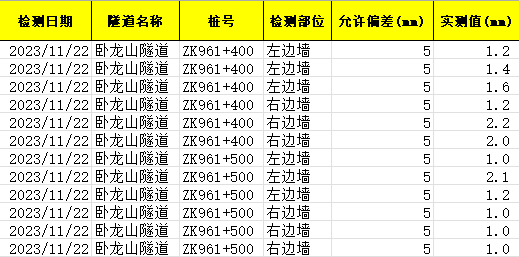 检测日期 隧道名称 桩号 检测部位 允许偏差(mm) 实测值(mm)
2023/11/22 卧龙山隧道 ZK961+400 左边墙 5 1.2
2023/11/22 卧龙山隧道 ZK961+400 左边墙 5 1.4
2023/11/22 卧龙山隧道 ZK961+400 左边墙 5 1.6
2023/11/22 卧龙山隧道 ZK961+400 右边墙 5 1.2
2023/11/22 卧龙山隧道 ZK961+400 右边墙 5 2.2
2023/11/22 卧龙山隧道 ZK961+400 右边墙 5 2.0
2023/11/22 卧龙山隧道 ZK961+500 左边墙 5 1.0
2023/11/22 卧龙山隧道 ZK961+500 左边墙 5 2.1
2023/11/22 卧龙山隧道 ZK961+500 左边墙 5 1.2
2023/11/22 卧龙山隧道 ZK961+500 右边墙 5 1.0
2023/11/22 卧龙山隧道 ZK961+500 右边墙 5 1.0
2023/11/22 卧龙山隧道 ZK961+500 右边墙 5 1.0